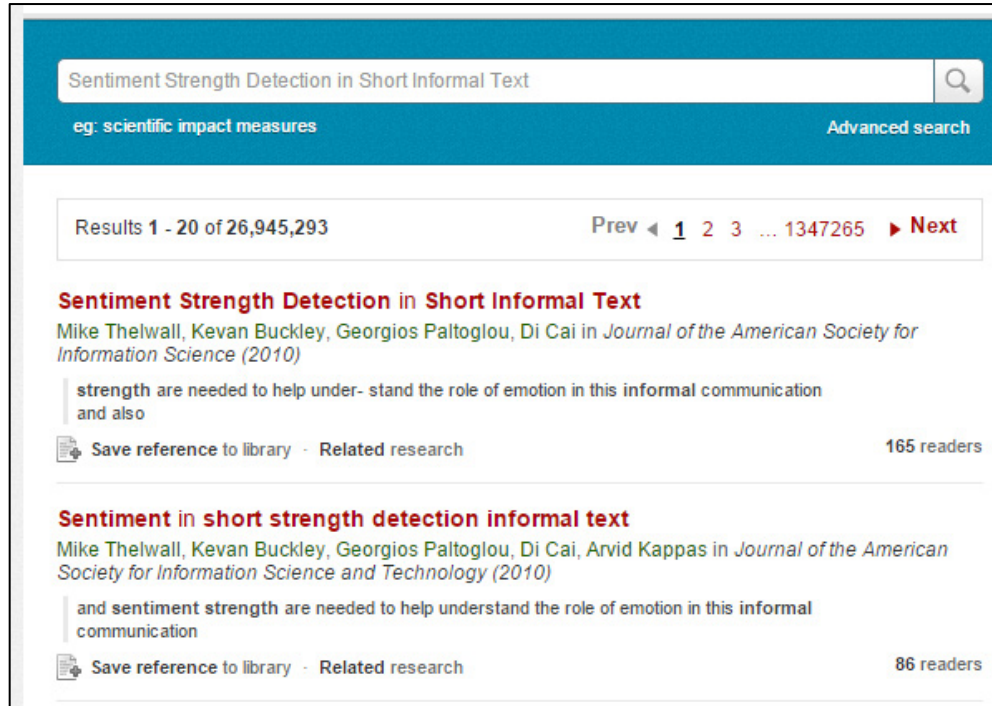 Sentiment Strength Detection in Short Informal Text
eg: scientific impact measures
Advanced search
Results 1 - 20 of 26,945,293
Prev 1 2 3 ... 1347265 Next
Sentiment Strength Detection in Short Informal Text
Mike Thelwall, Kevan Buckley, Georgios Paltoglou, Di Cai in Journal of the American Society for
Information Science (2010)
strength are needed to help under- stand the role of emotion in this informal communication
and also
Save reference to library · Related research
165 readers
Sentiment in short strength detection informal text
Mike Thelwall, Kevan Buckley, Georgios Paltoglou, Di Cai, Arvid Kappas in Journal of the American
Society for Information Science and Technology (2010)
and sentiment strength are needed to help understand the role of emotion in this informal
communication
Save reference to library · Related research
86 readers